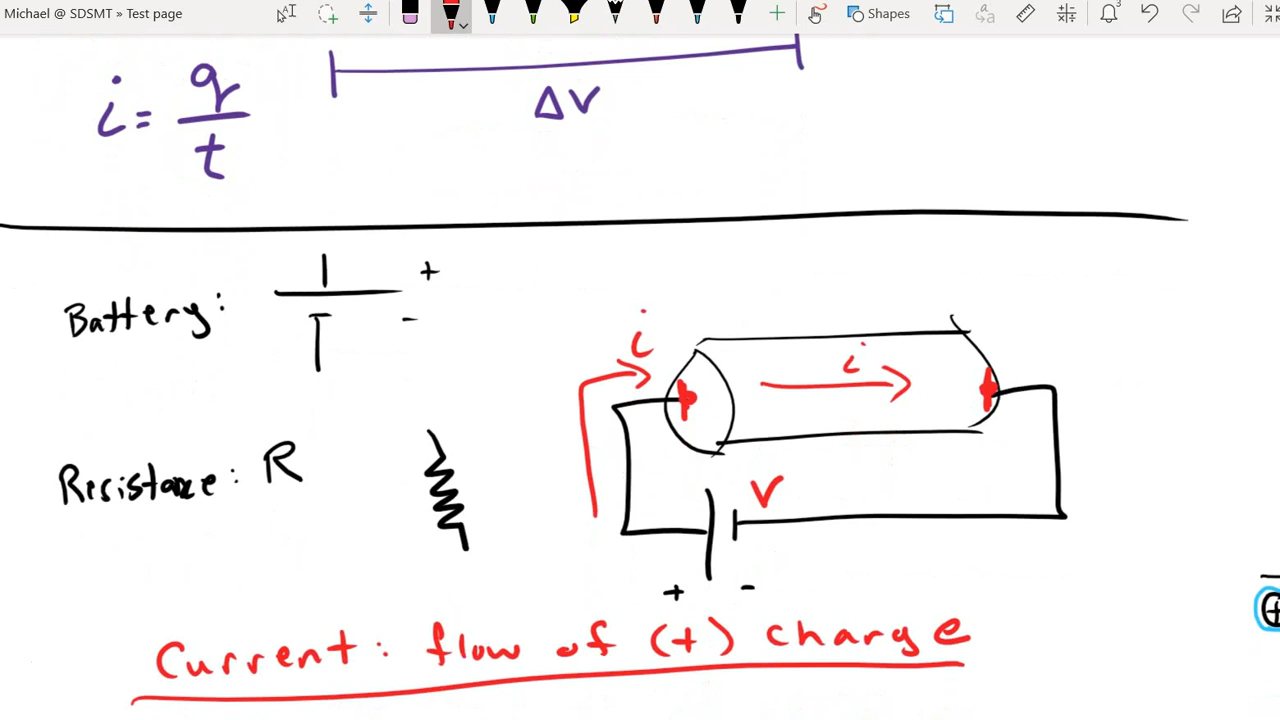 Michael @ SDSMT » Test page
Shapes
i = q/t
ΔV
Battery:
+
-
i
i
Resistance: R
V
+ -
Current: flow of (+) charge
+